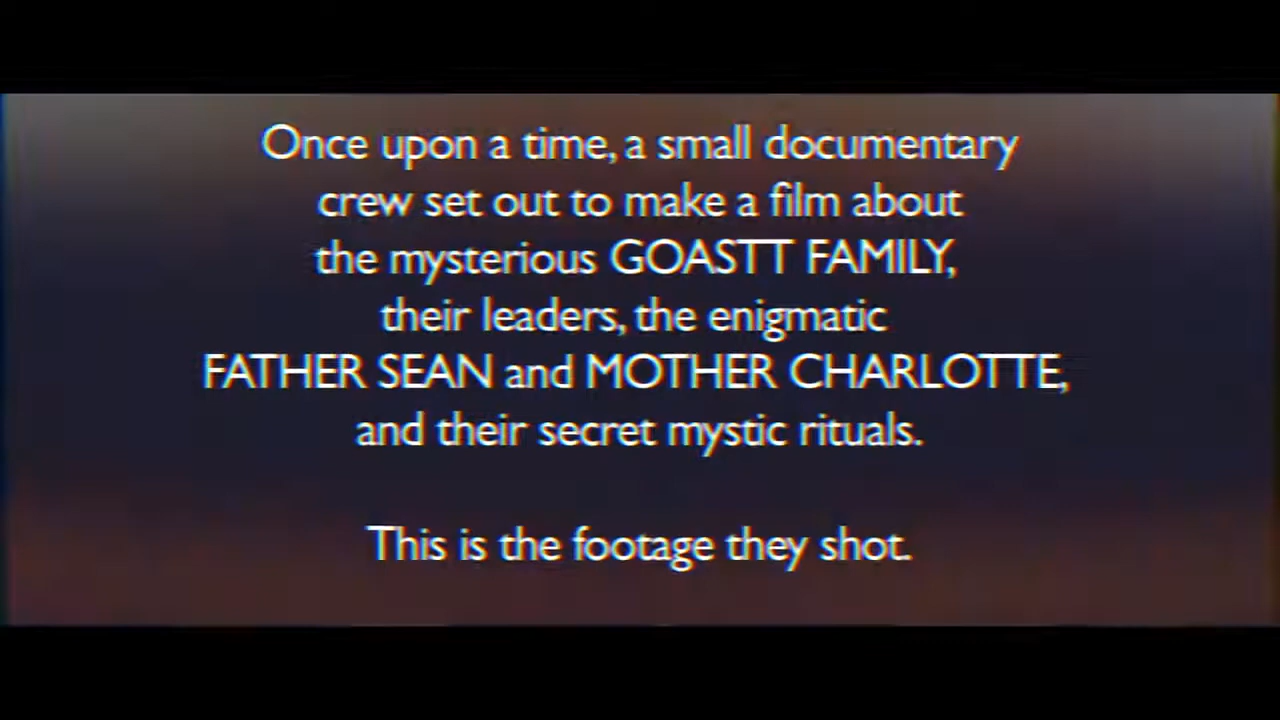 Once upon a time, a small documentary
crew set out to make a film about
the mysterious GOASTT FAMILY,
their leaders, the enigmatic
FATHER SEAN and MOTHER CHARLOTTE,
and their secret mystic rituals.
This is the footage they shot.